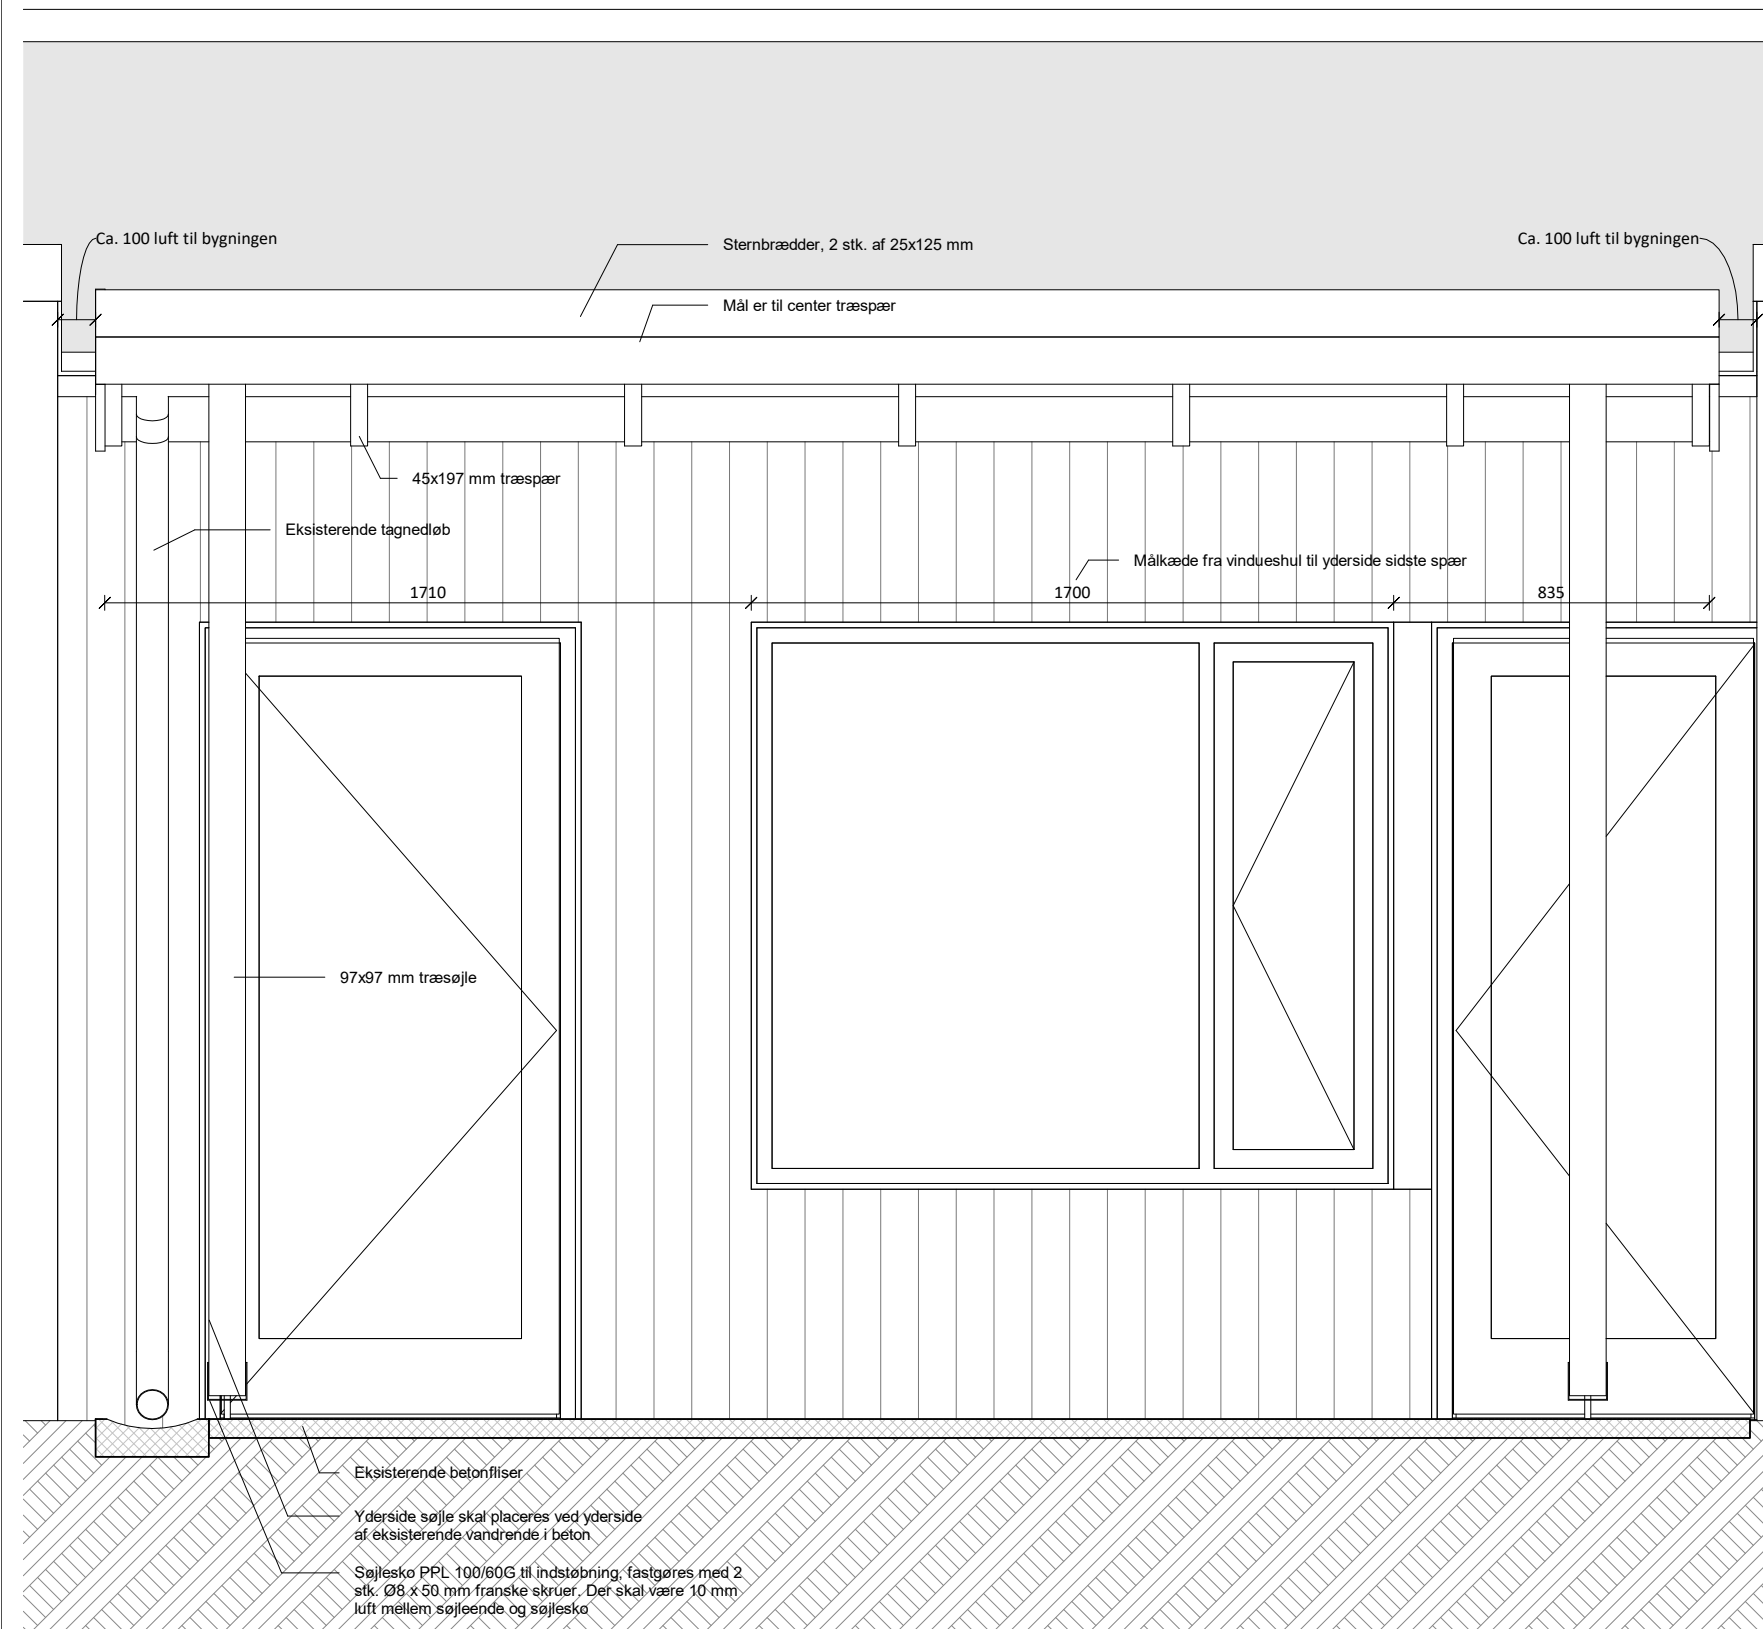 Ca. 100 luft til bygningen
Sternbrædder, 2 stk. af 25x125 mm
Ca. 100 luft til bygningen
Mål er til center træspær
45x197 mm træspær
Eksisterende tagnedløb
Målkæde fra vindueshul til yderside sidste spær
1710
1700
835
97x97 mm træsøjle
Eksisterende betonfliser
Yderside søjle skal placeres ved yderside
af eksisterende vandrende i beton
Søjlesko PPL 100/60G til indstøbning, fastgøres med 2
stk. Ø8 x 50 mm franske skruer. Der skal være 10 mm
luft mellem søjleende og søjlesko